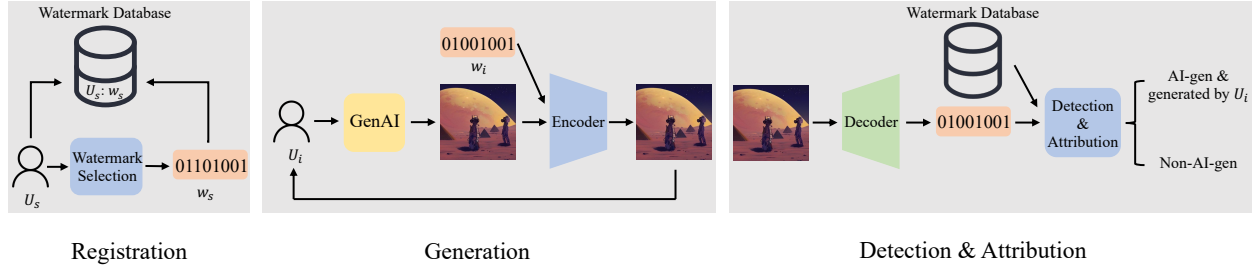 Watermark Database
U_s: w_s
U_s
Watermark
Selection
01101001
w_s
Registration
01001001
w_i
U_i
GenAI
Encoder
Generation
Decoder
Watermark Database
01001001
Detection
&
Attribution
AI-gen &
generated by U_i
Non-AI-gen
Detection & Attribution